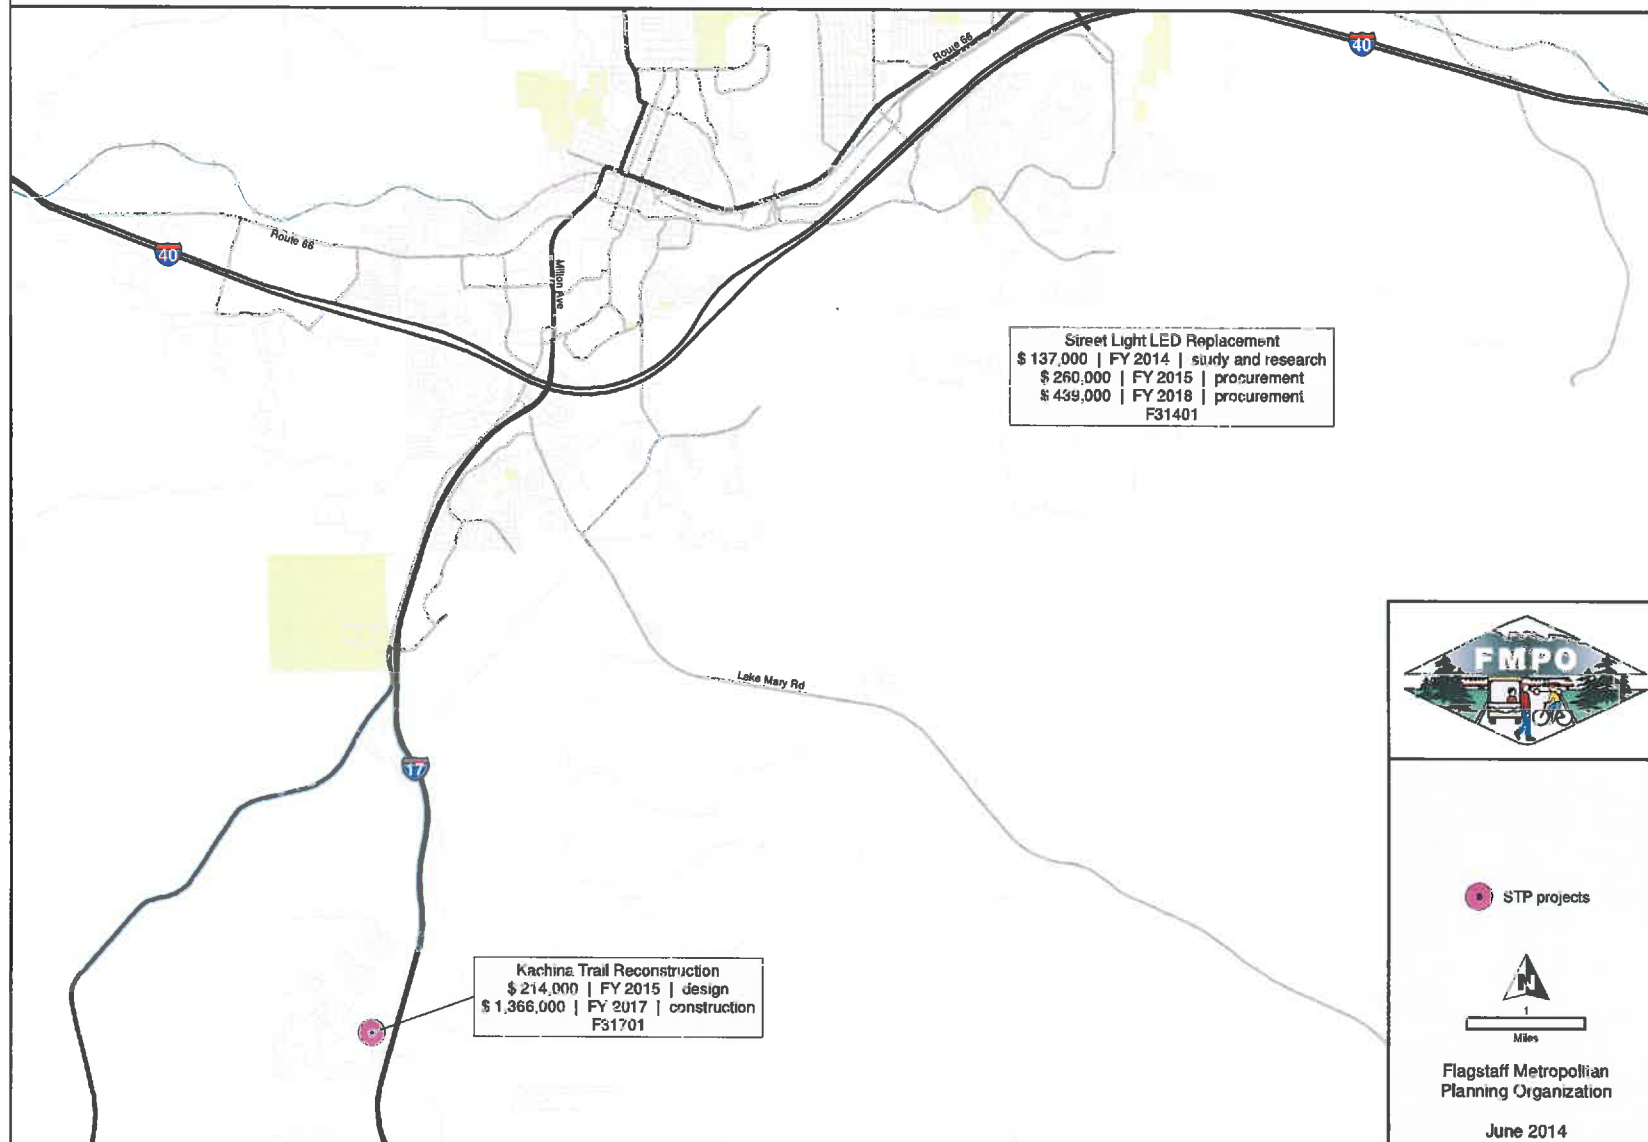 Route 66
40
Route 66
40
Milton Ave
Street Light LED Replacement
$ 137,000 | FY 2014 | study and research
$ 260,000 | FY 2015 | procurement
$ 439,000 | FY 2018 | procurement
F31401
FMPO
Lake Mary Rd
17
STP projects
Kachina Trail Reconstruction
$ 214,000 | FY 2015 | design
$ 1,366,000 | FY 2017 | construction
F31701
N
1
Miles
Flagstaff Metropolitan
Planning Organization
June 2014